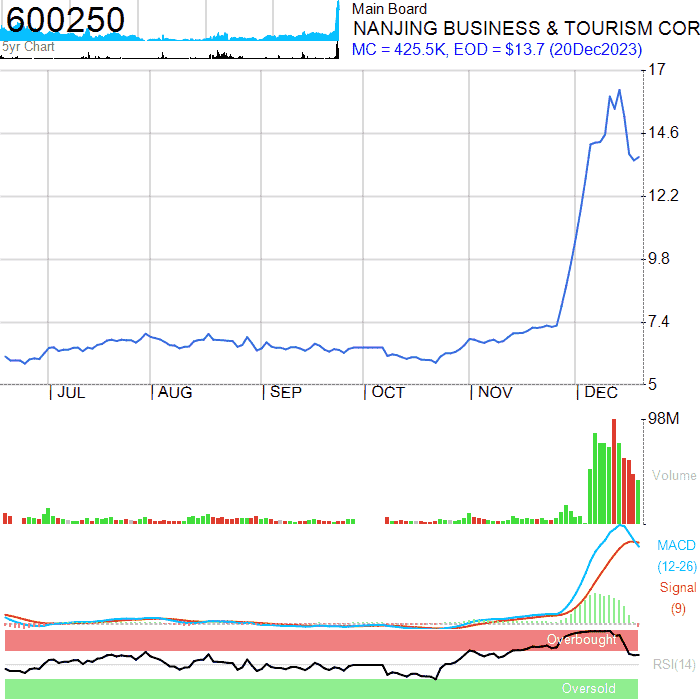 600250
5yr Chart
Main Board
NANJING BUSINESS & TOURISM COR
MC = 425.5K, EOD = $13.7 (20Dec2023)
17
14.6
12.2
9.8
7.4
5
JUL AUG SEP OCT NOV DEC
98M
Volume
MACD
(12-26)
Signal
(9)
Overbought
RSI(14)
Oversold